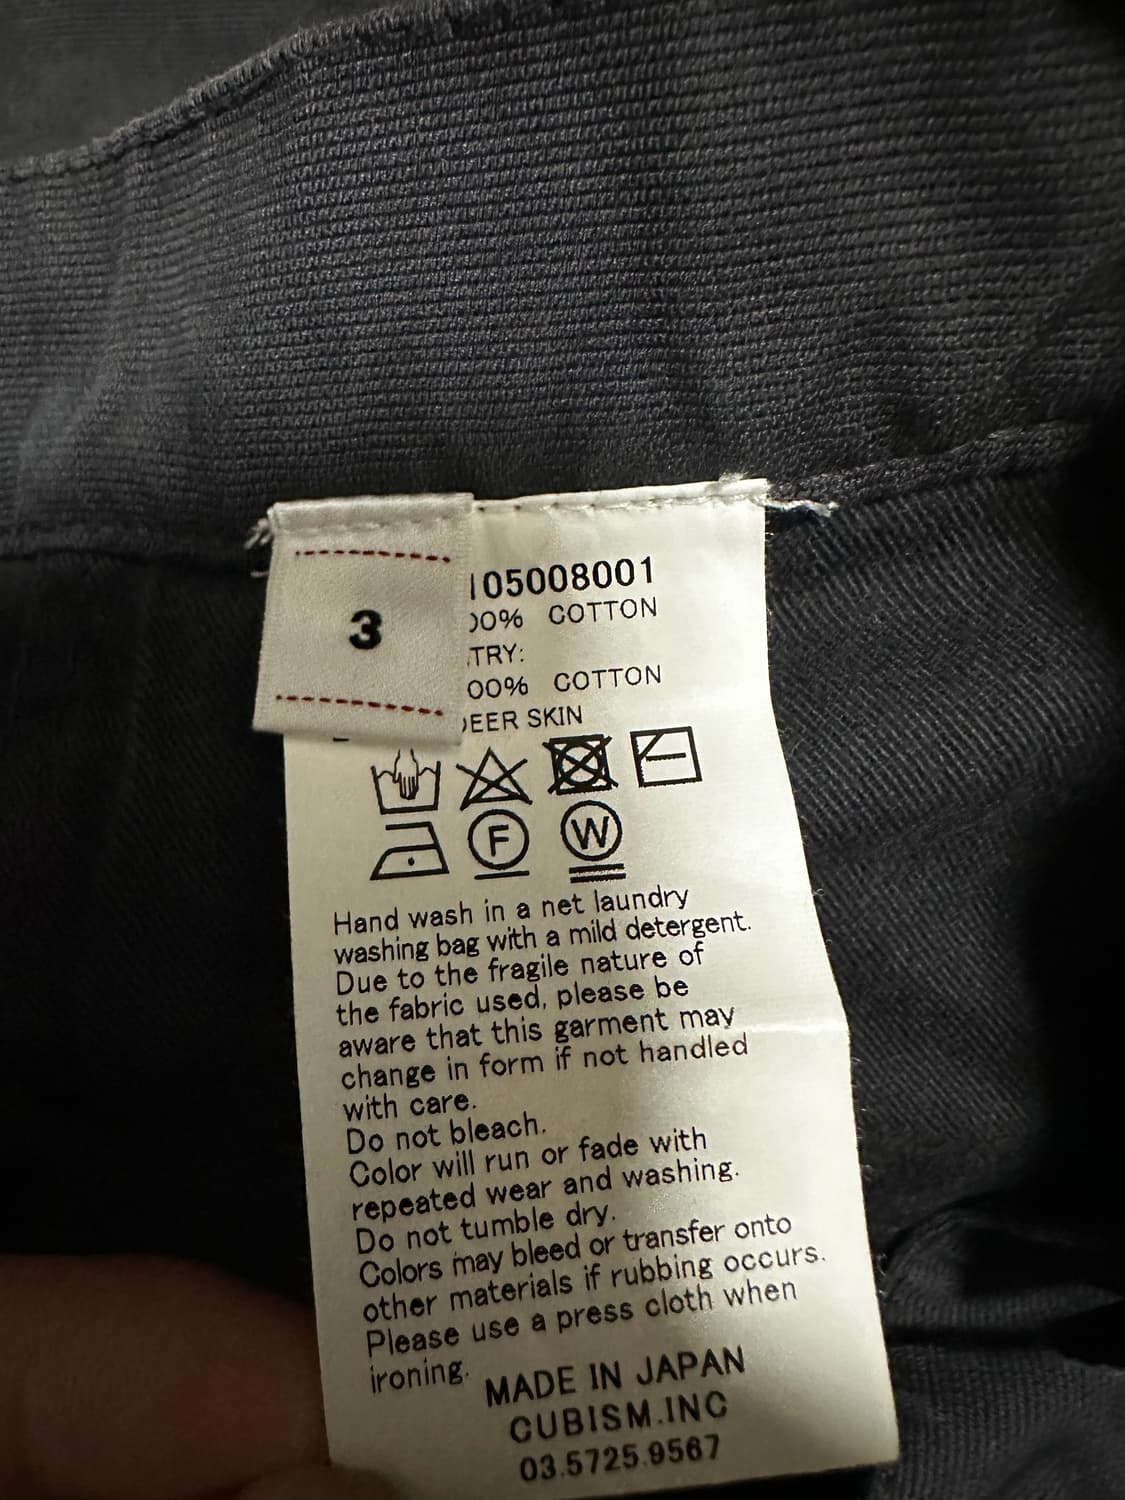 3
105008001
00% COTTON
TRY:
00% COTTON
EER SKIN
F W
Hand wash in a net laundry
washing bag with a mild detergent.
Due to the fragile nature of
the fabric used, please be
aware that this garment may
change in form if not handled
with care.
Do not bleach.
Color will run or fade with
repeated wear and washing.
Do not tumble dry.
Colors may bleed or transfer onto
other materials if rubbing occurs.
Please use a press cloth when
ironing.
MADE IN JAPAN
CUBISM.INC
03.5725.9567